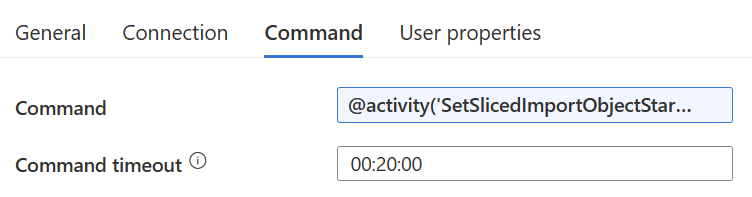 General Connection Command User properties
Command @activity('SetSlicedImportObjectStar...
Command timeout 00:20:00